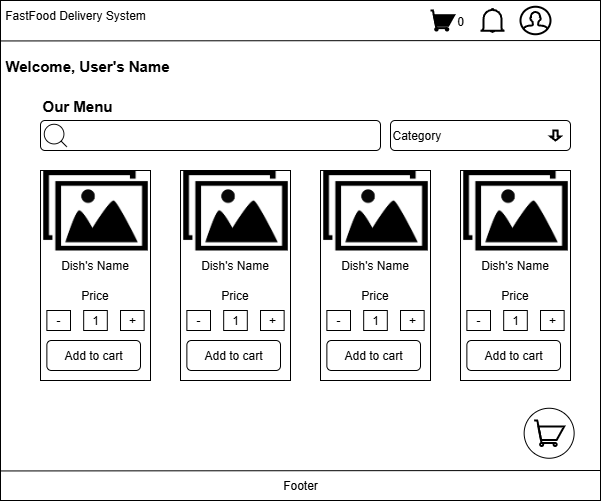 FastFood Delivery System
0
Welcome, User's Name
Our Menu
Category
Dish's Name Dish's Name Dish's Name Dish's Name
Price Price Price Price
- 1 + - 1 + - 1 + - 1 +
Add to cart Add to cart Add to cart Add to cart
Footer